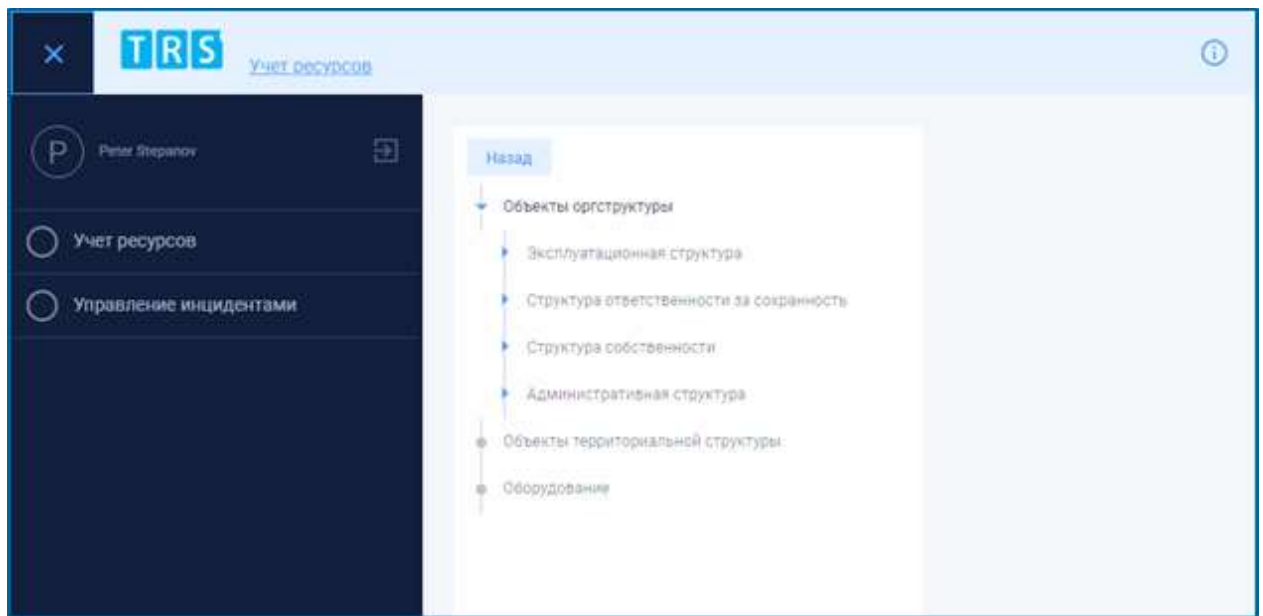 TRS
Учет ресурсов
P
Peter Stepanov
Учет ресурсов
Управление инцидентами
Назад
Объекты оргструктуры
Эксплуатационная структура
Структура ответственности за сохранность
Структура собственности
Административная структура
Объекты территориальной структуры
Оборудование